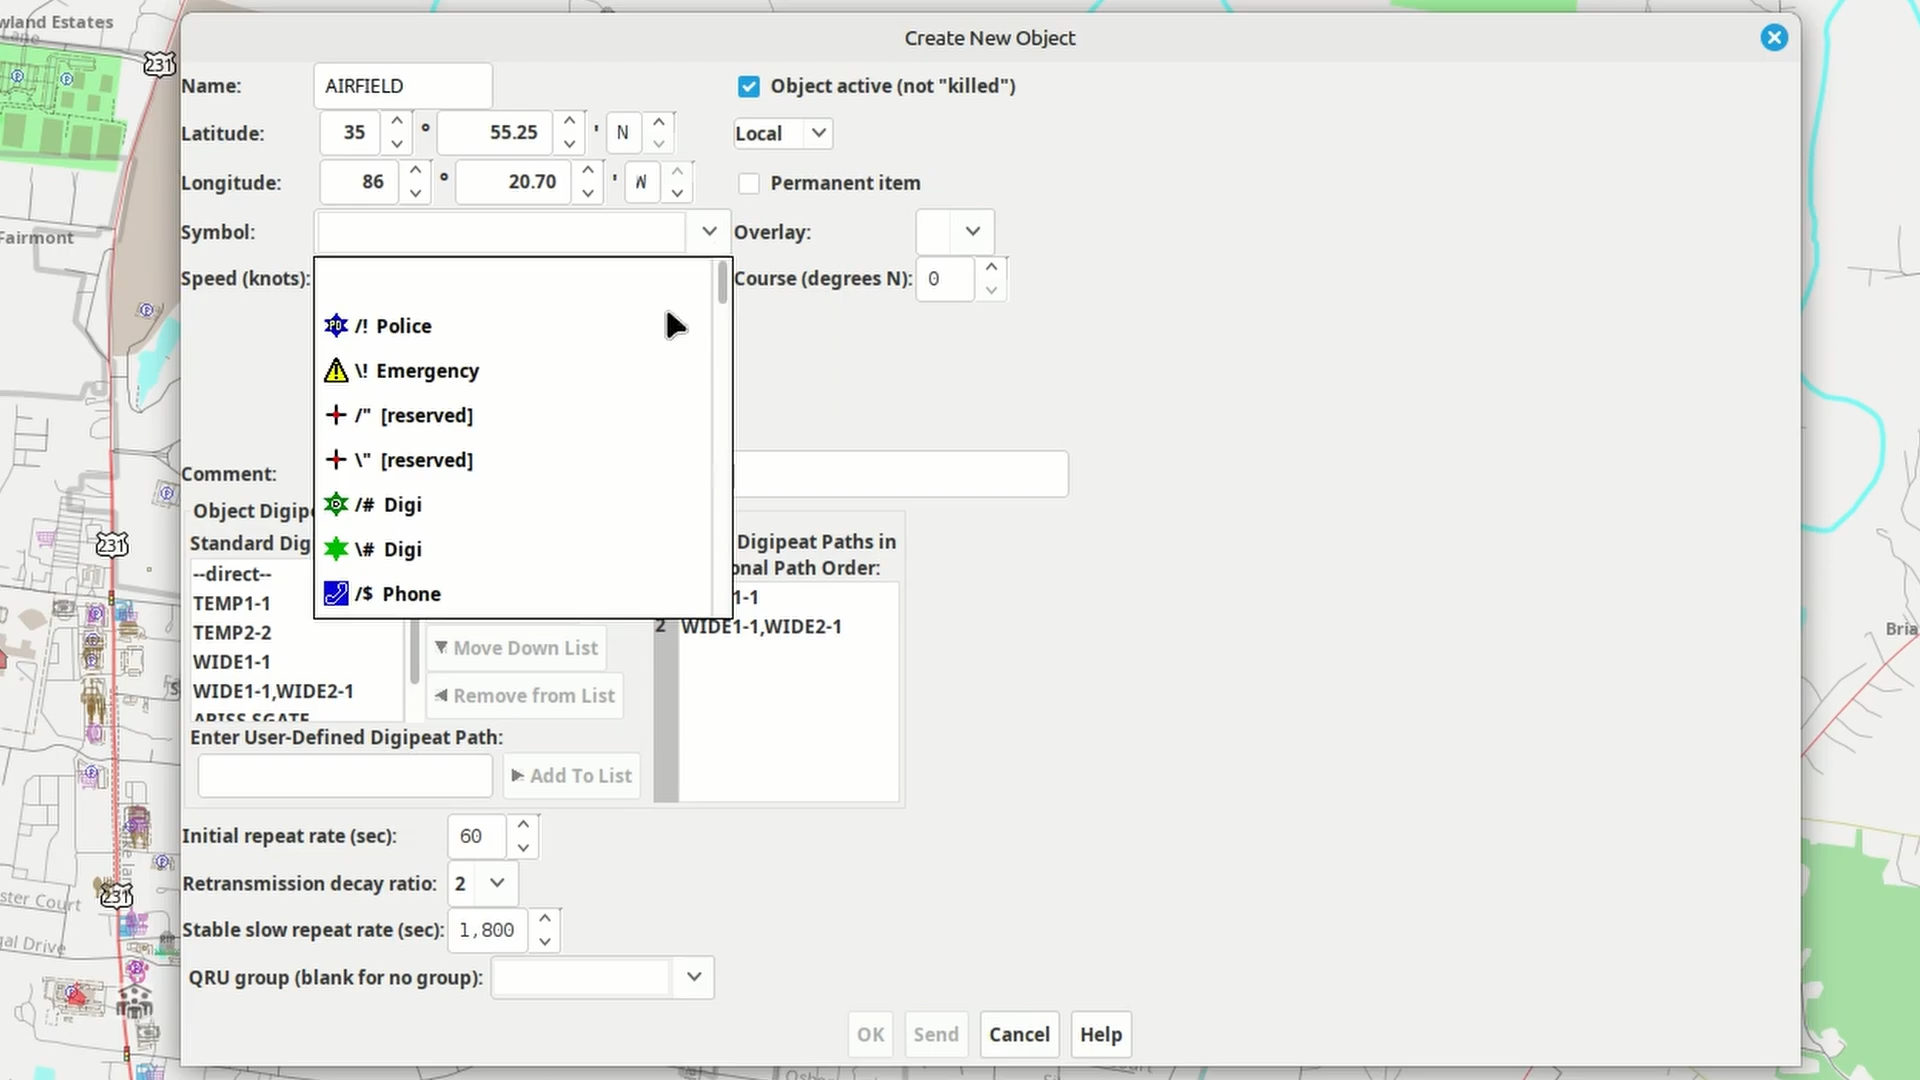 wland Estates
Lane
231
Create New Object
Name:
AIRFIELD
Object active (not "killed")
Latitude:
35
°
55.25
'
N
Local
Longitude:
86
°
20.70
'
W
Permanent item
Fairmont
Symbol:
Overlay:
Speed (knots):
Course (degrees N):
0
PD /! Police
\! Emergency
/" [reserved]
\" [reserved]
/# Digi
\# Digi
/$ Phone
Comment:
Object Digipe
Standard Dig
Digipeat Paths in
onal Path Order:
231
--direct--
TEMP1-1
TEMP2-2
WIDE1-1
WIDE1-1,WIDE2-1
ARISS,SGATE
1-1
2 WIDE1-1,WIDE2-1
Move Down List
Remove from List
Bria
Enter User-Defined Digipeat Path:
Add To List
Initial repeat rate (sec):
60
Retransmission decay ratio:
2
231
ster Court
Stable slow repeat rate (sec):
1,800
gal Drive
QRU group (blank for no group):
OK
Send
Cancel
Help